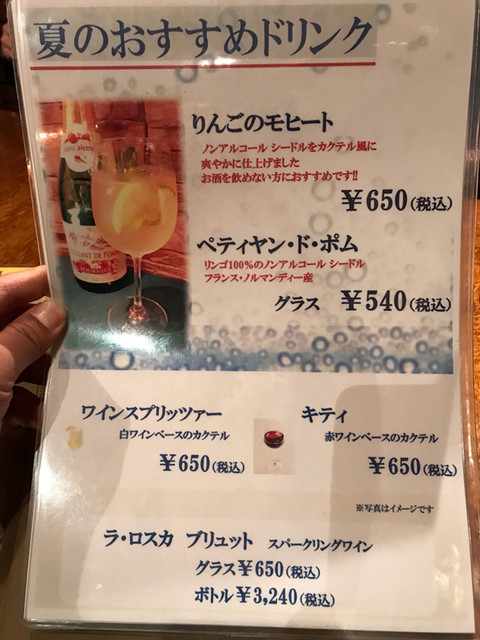 夏のおすすめドリンク
りんごのモヒート
ノンアルコール シードルをカクテル風に
爽やかに仕上げました
お酒を飲めない方におすすめです!!
¥650(税込)
ペティヤン・ド・ポム
リンゴ100%のノンアルコール シードル
フランス・ノルマンディー産
グラス ¥540(税込)
ワインスプリッツァー
白ワインベースのカクテル
¥650(税込)
キティ
赤ワインベースのカクテル
¥650(税込)
※写真はイメージです
ラ・ロスカ ブリュット スパークリングワイン
グラス¥650(税込)
ボトル¥3,240(税込)